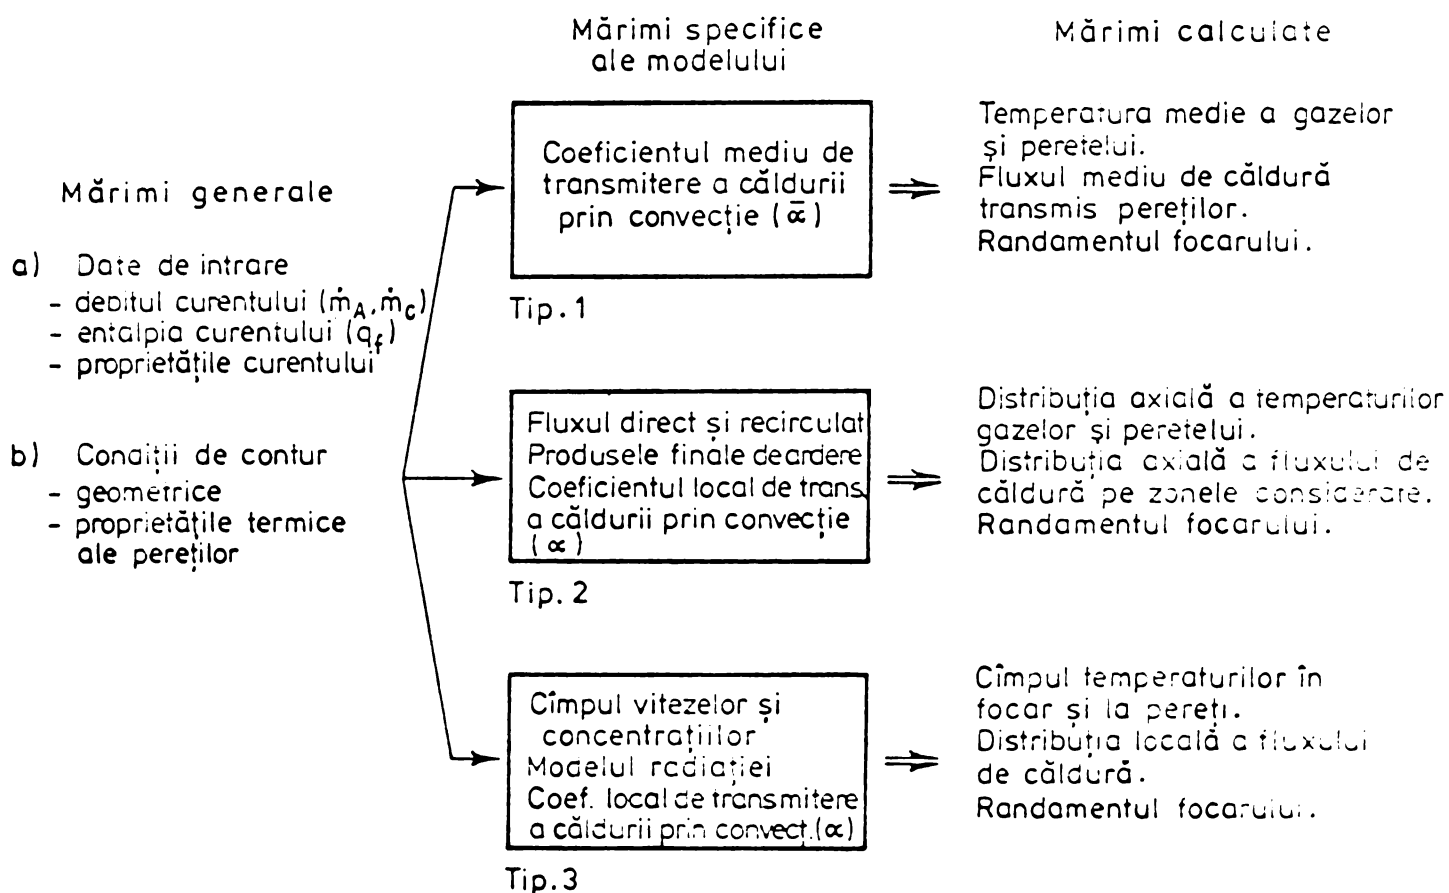 Mărimi specifice
ale modelului
Mărimi calculate
Mărimi generale
a) Date de intrare
- debitul curentului (ṁ_A, ṁ_C)
- entalpia curentului (q_f)
- proprietățile curentului
b) Condiții de contur
- geometrice
- proprietățile termice
ale pereților
Coeficientul mediu de
transmitere a căldurii
prin convecție (ᾱ)
Tip. 1
Temperatura medie a gazelor
și peretelui.
Fluxul mediu de căldură
transmis pereților.
Randamentul focarului.
Fluxul direct și recirculat
Produsele finale de ardere
Coeficientul local de trans.
a căldurii prin convecție
(α)
Tip. 2
Distribuția axială a temperaturilor
gazelor și peretelui.
Distribuția axială a fluxului de
căldură pe zonele considerate.
Randamentul focarului.
Cîmpul vitezelor și
concentrațiilor
Modelul radiației
Coef. local de transmitere
a căldurii prin convect.(α)
Tip. 3
Cîmpul temperaturilor în
focar și la pereți.
Distribuția locală a fluxului
de căldură.
Randamentul focarului.